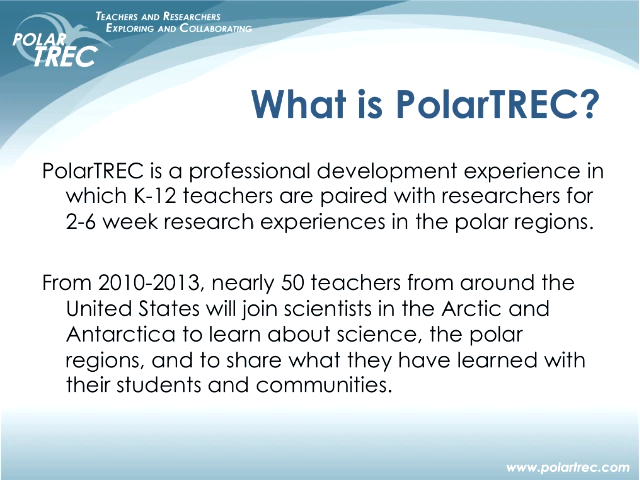 TEACHERS AND RESEARCHERS
EXPLORING AND COLLABORATING
POLAR
TREC
What is PolarTREC?
PolarTREC is a professional development experience in
which K-12 teachers are paired with researchers for
2-6 week research experiences in the polar regions.
From 2010-2013, nearly 50 teachers from around the
United States will join scientists in the Arctic and
Antarctica to learn about science, the polar
regions, and to share what they have learned with
their students and communities.
www.polartrec.com